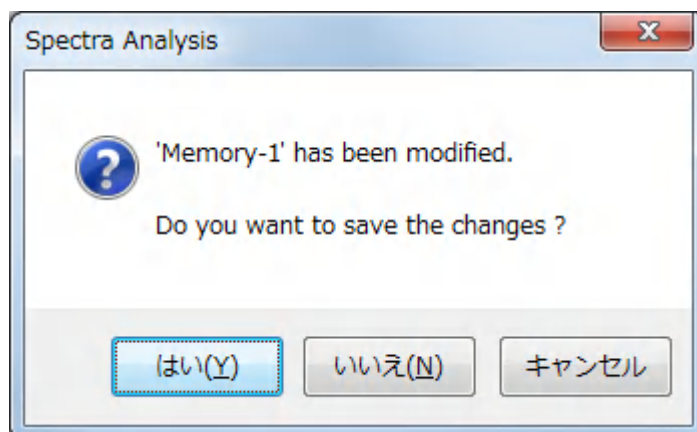 Spectra Analysis
'Memory-1' has been modified.
Do you want to save the changes ?
はい(Y) いいえ(N) キャンセル